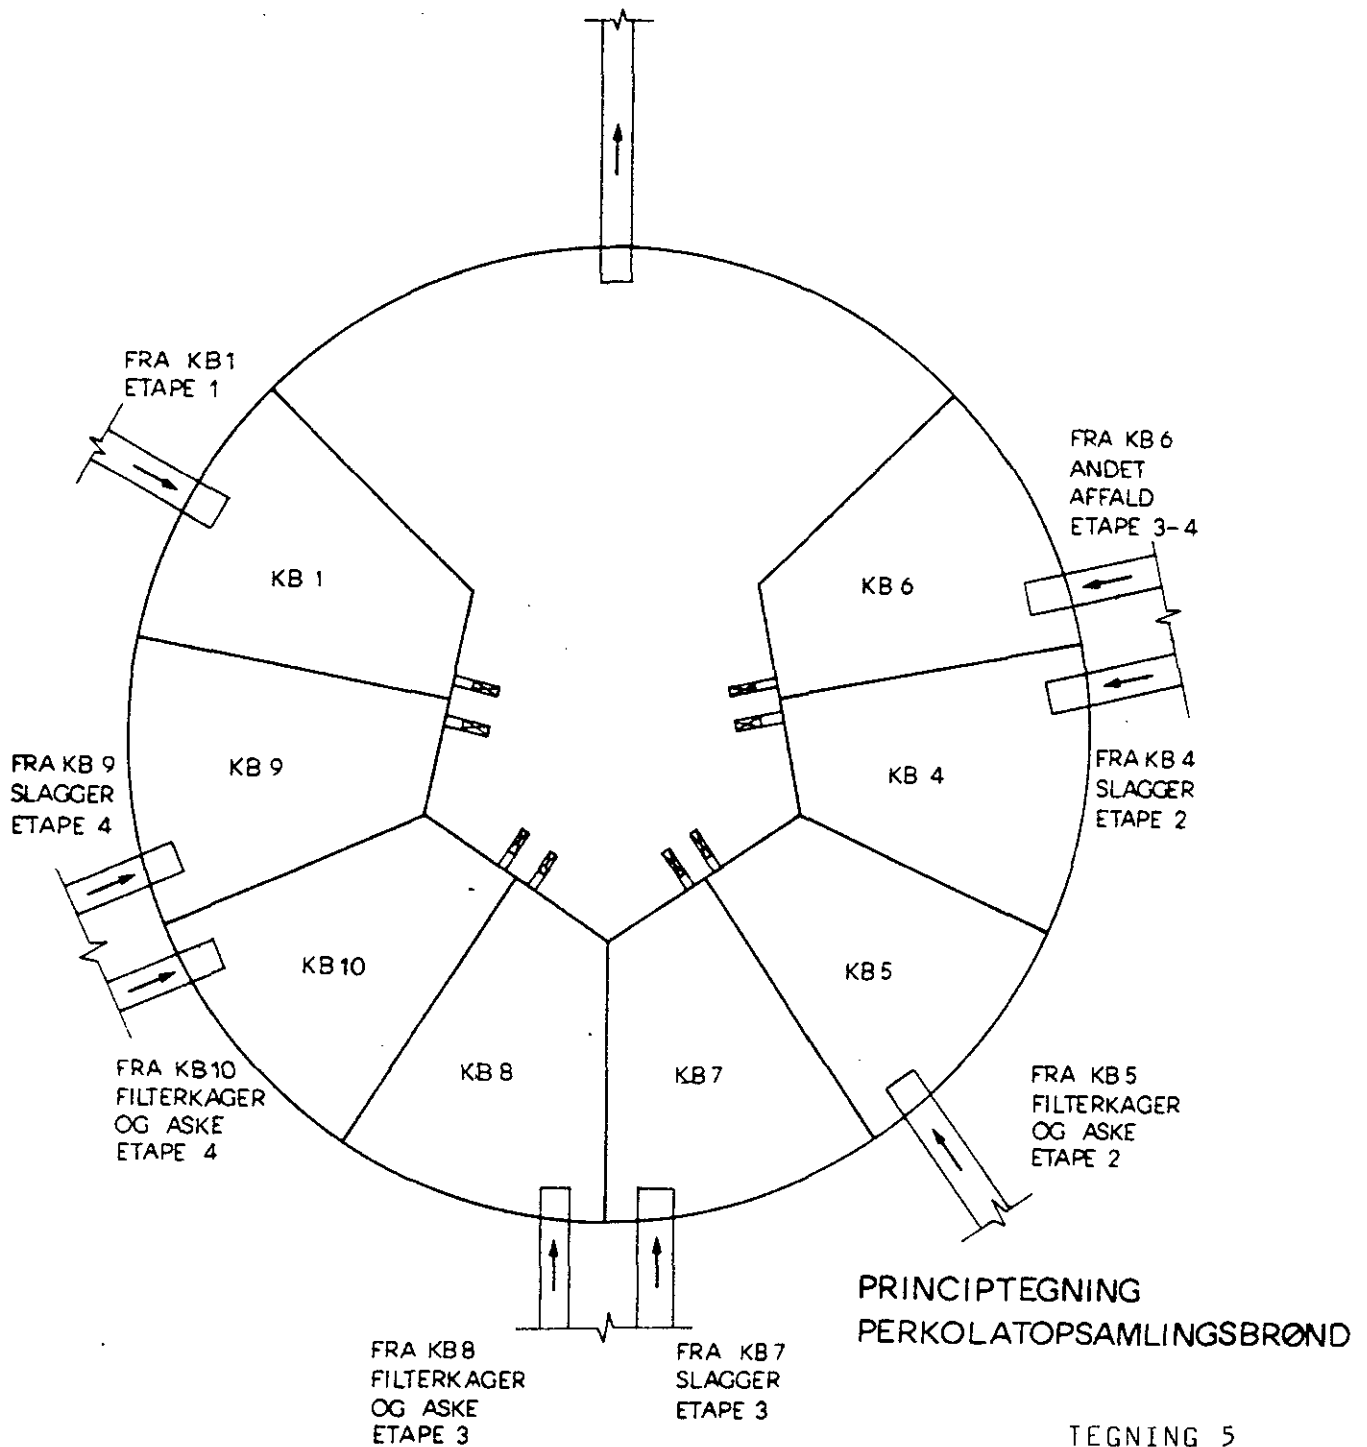 FRA KB1
ETAPE 1
FRA KB 6
ANDET
AFFALD
ETAPE 3-4
KB 1
KB 6
FRA KB 9
SLAGGER
ETAPE 4
KB 9
KB 4
FRA KB 4
SLAGGER
ETAPE 2
KB 10
KB 5
KB 8
KB 7
FRA KB10
FILTERKAGER
OG ASKE
ETAPE 4
FRA KB 5
FILTERKAGER
OG ASKE
ETAPE 2
FRA KB 8
FILTERKAGER
OG ASKE
ETAPE 3
FRA KB 7
SLAGGER
ETAPE 3
PRINCIPTEGNING
PERKOLATOPSAMLINGSBRØND
TEGNING 5